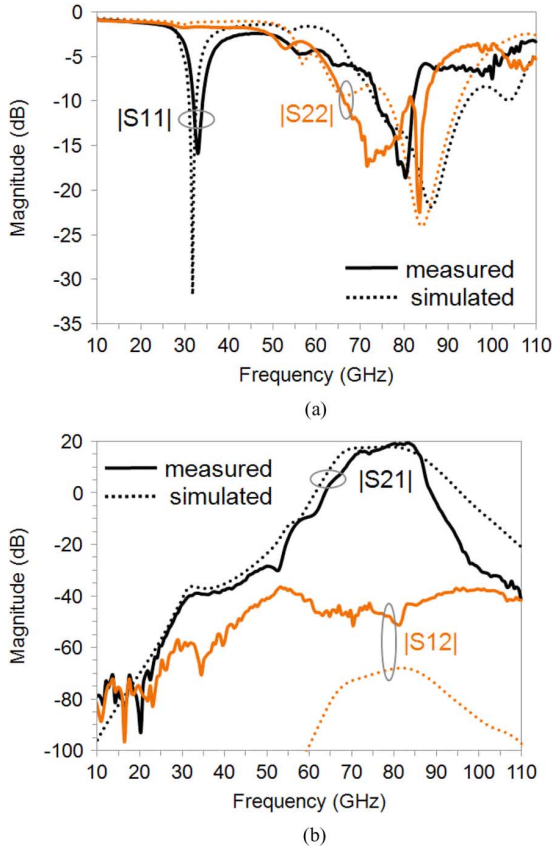 0
-5
-10
-15
-20
-25
-30
-35
Magnitude (dB)
|S11|
|S22|
measured
simulated
10 20 30 40 50 60 70 80 90 100 110
Frequency (GHz)
(a)
20
0
-20
-40
-60
-80
-100
Magnitude (dB)
measured
simulated
|S21|
|S12|
10 20 30 40 50 60 70 80 90 100 110
Frequency (GHz)
(b)